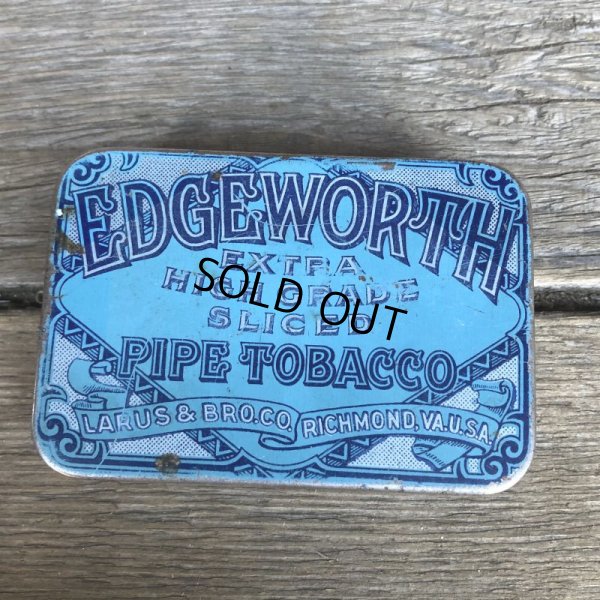 EDGEWORTH
EXTRA
HIGH GRADE
SLICED
SOLD OUT
PIPE TOBACCO
LARUS & BRO.CO. RICHMOND, VA. U.S.A.